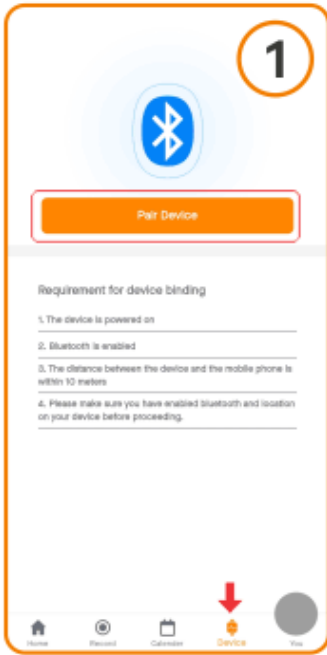 1
Pair Device
Requirement for device binding
1. The device is powered on
2. Bluetooth is enabled
3. The distance between the device and the mobile phone is
within 10 meters
4. Please make sure you have enabled bluetooth and location
on your device before proceeding.
Home
Record
Calender
Device
You